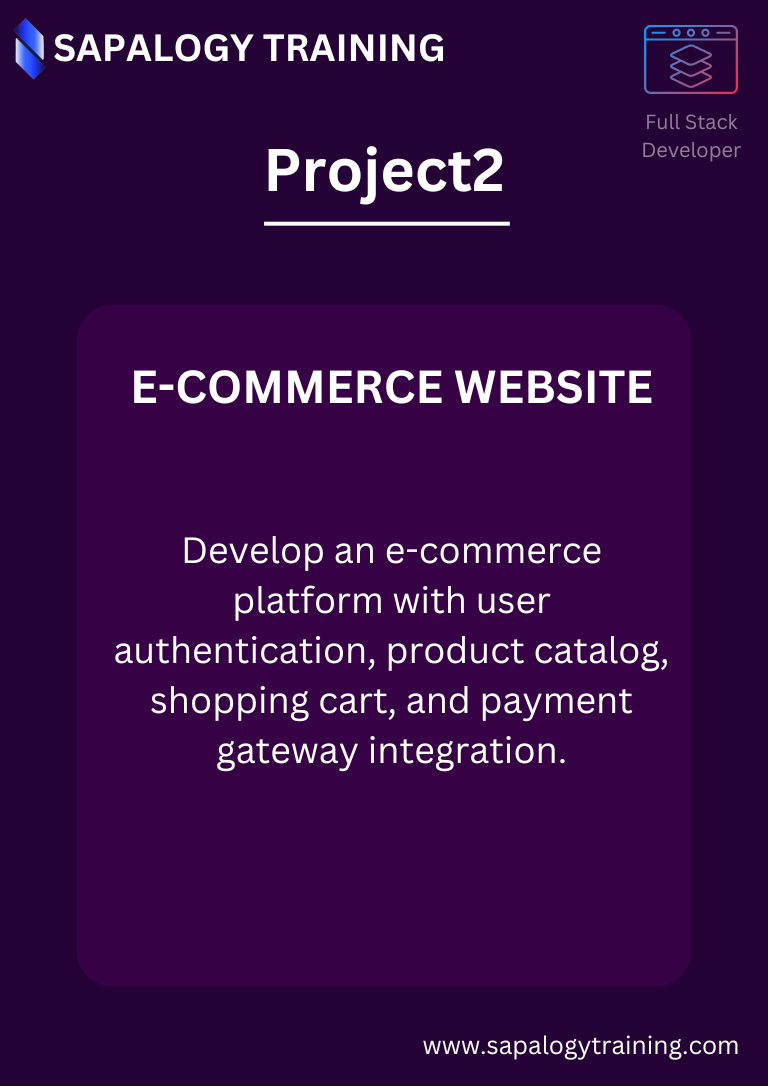 SAPALOGY TRAINING
Full Stack
Developer
Project2
E-COMMERCE WEBSITE
Develop an e-commerce
platform with user
authentication, product catalog,
shopping cart, and payment
gateway integration.
www.sapalogytraining.com